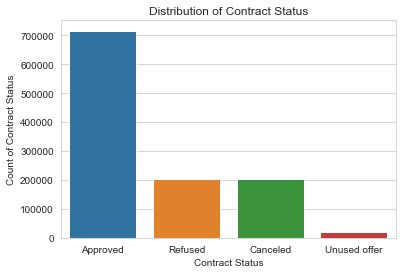 Distribution of Contract Status
Count of Contract Status
700000
600000
500000
400000
300000
200000
100000
0
Approved Refused Canceled Unused offer
Contract Status